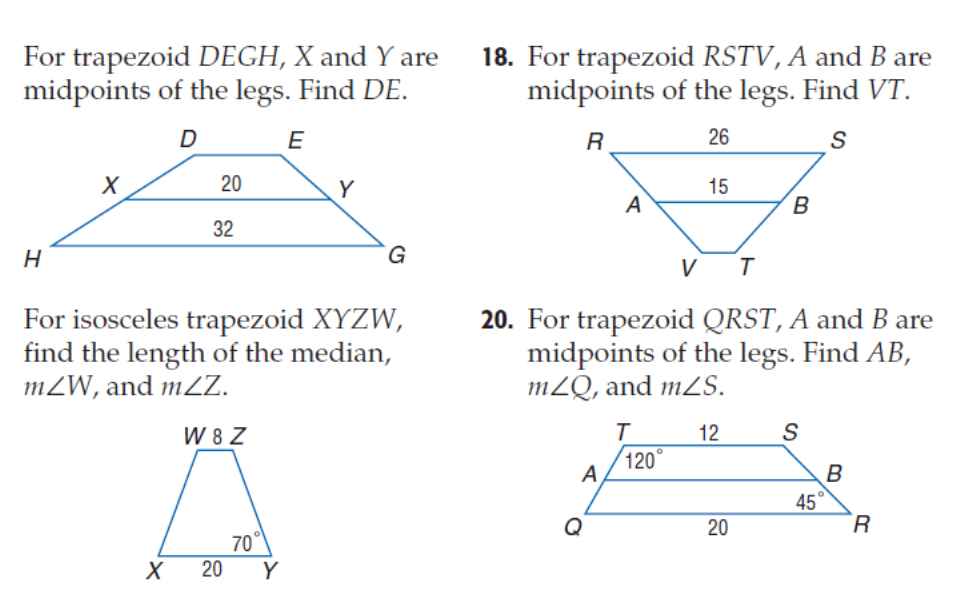 For trapezoid DEGH, X and Y are
midpoints of the legs. Find DE.
D E
X 20 Y
32
H G
18. For trapezoid RSTV, A and B are
midpoints of the legs. Find VT.
R 26 S
A 15 B
V T
For isosceles trapezoid XYZW,
find the length of the median,
m∠W, and m∠Z.
W 8 Z
70°
X 20 Y
20. For trapezoid QRST, A and B are
midpoints of the legs. Find AB,
m∠Q, and m∠S.
T 12 S
120°
A B
45°
Q 20 R